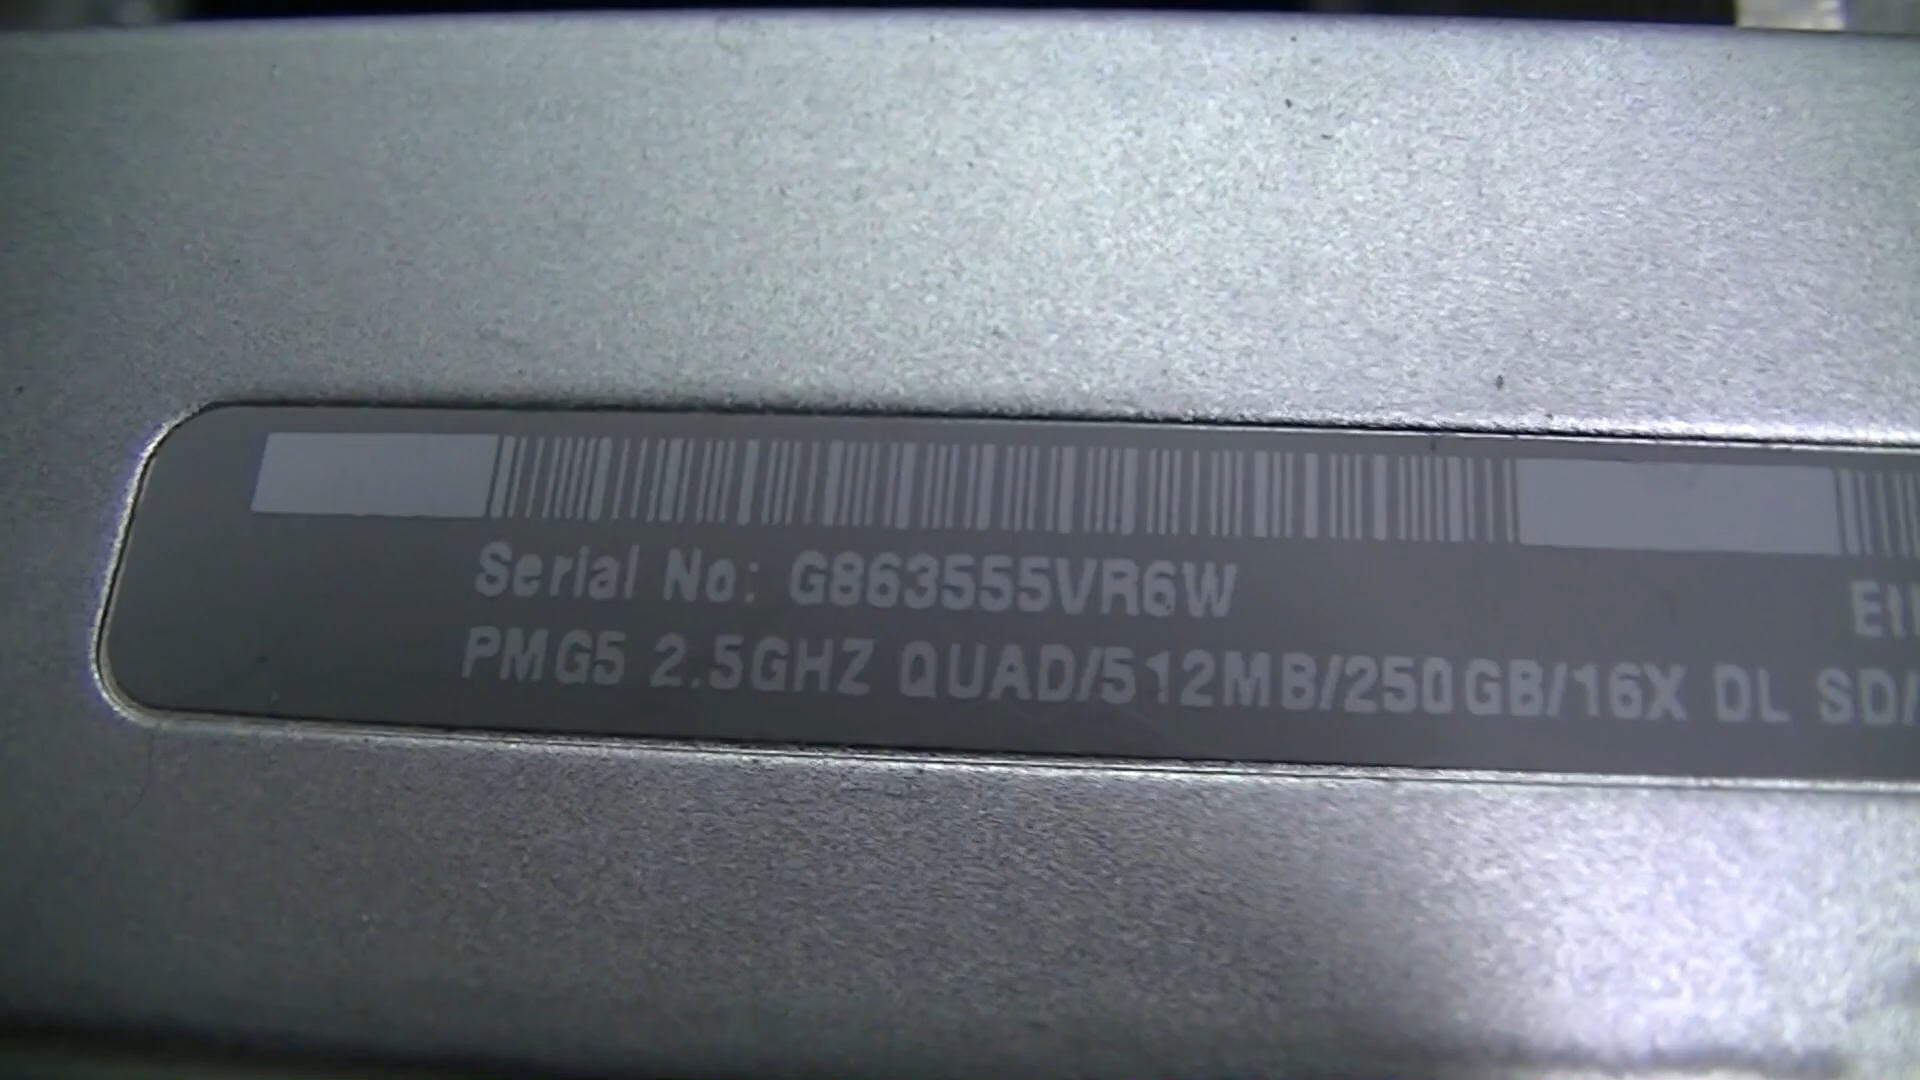 Serial No: G863555VR6W
PMG5 2.5GHZ QUAD/512MB/250GB/16X DL SD/